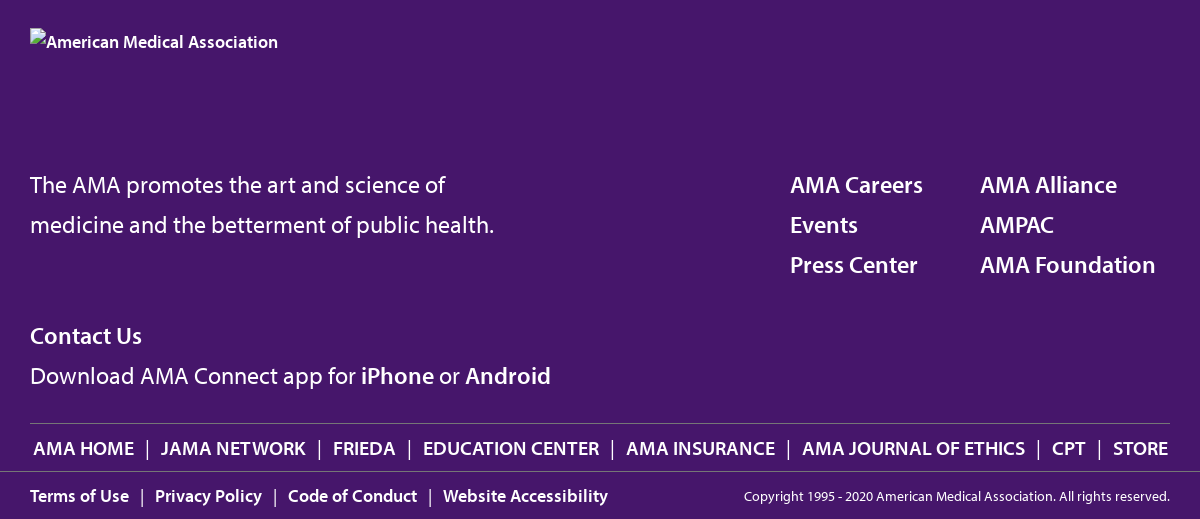 American Medical Association
The AMA promotes the art and science of
medicine and the betterment of public health.
AMA Careers
Events
Press Center
AMA Alliance
AMPAC
AMA Foundation
Contact Us
Download AMA Connect app for iPhone or Android
AMA HOME | JAMA NETWORK | FRIEDA | EDUCATION CENTER | AMA INSURANCE | AMA JOURNAL OF ETHICS | CPT | STORE
Terms of Use | Privacy Policy | Code of Conduct | Website Accessibility
Copyright 1995 - 2020 American Medical Association. All rights reserved.